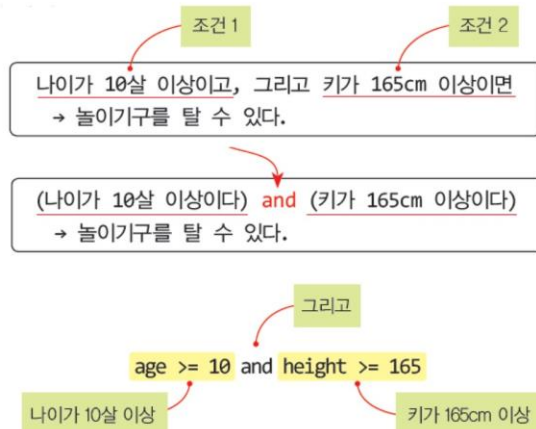 조건 1
조건 2
나이가 10살 이상이고, 그리고 키가 165cm 이상이면
→ 놀이기구를 탈 수 있다.
(나이가 10살 이상이다) and (키가 165cm 이상이다)
→ 놀이기구를 탈 수 있다.
그리고
age >= 10 and height >= 165
나이가 10살 이상
키가 165cm 이상